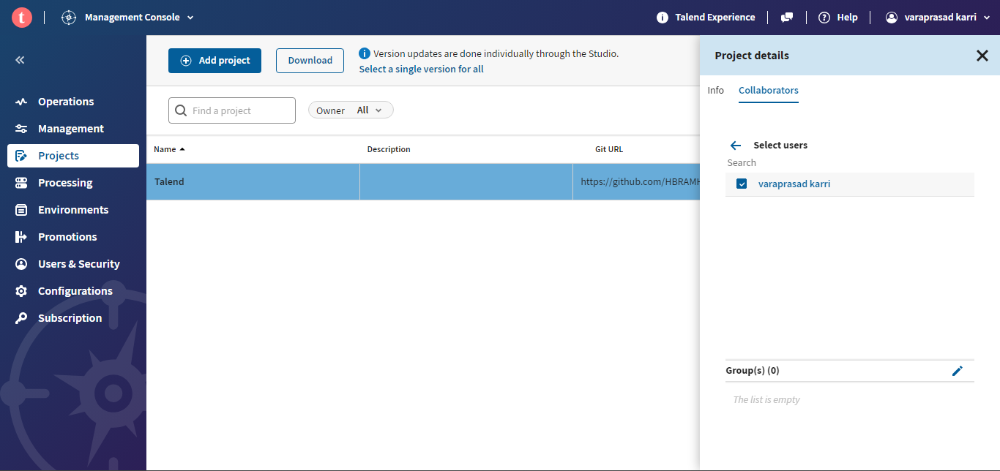 t
Management Console
Talend Experience
Help
varaprasad karri
Operations
Management
Projects
Processing
Environments
Promotions
Users & Security
Configurations
Subscription
Add project
Download
Version updates are done individually through the Studio.
Select a single version for all
Find a project
Owner All
Name Description Git URL
Talend https://github.com/HBRAMH
Project details
Info Collaborators
Select users
Search
varaprasad karri
Group(s) (0)
The list is empty